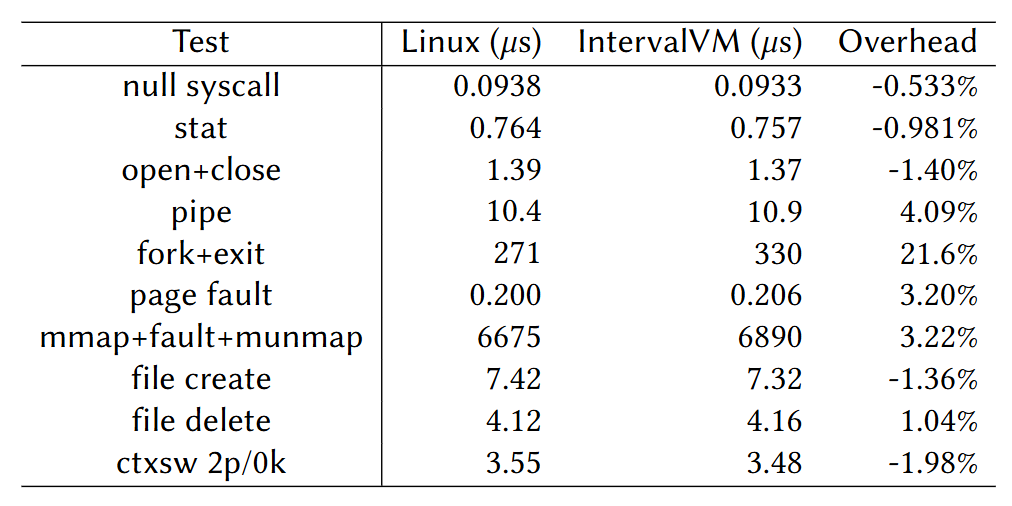 Test Linux (μs) IntervalVM (μs) Overhead
null syscall 0.0938 0.0933 -0.533%
stat 0.764 0.757 -0.981%
open+close 1.39 1.37 -1.40%
pipe 10.4 10.9 4.09%
fork+exit 271 330 21.6%
page fault 0.200 0.206 3.20%
mmap+fault+munmap 6675 6890 3.22%
file create 7.42 7.32 -1.36%
file delete 4.12 4.16 1.04%
ctxsw 2p/0k 3.55 3.48 -1.98%